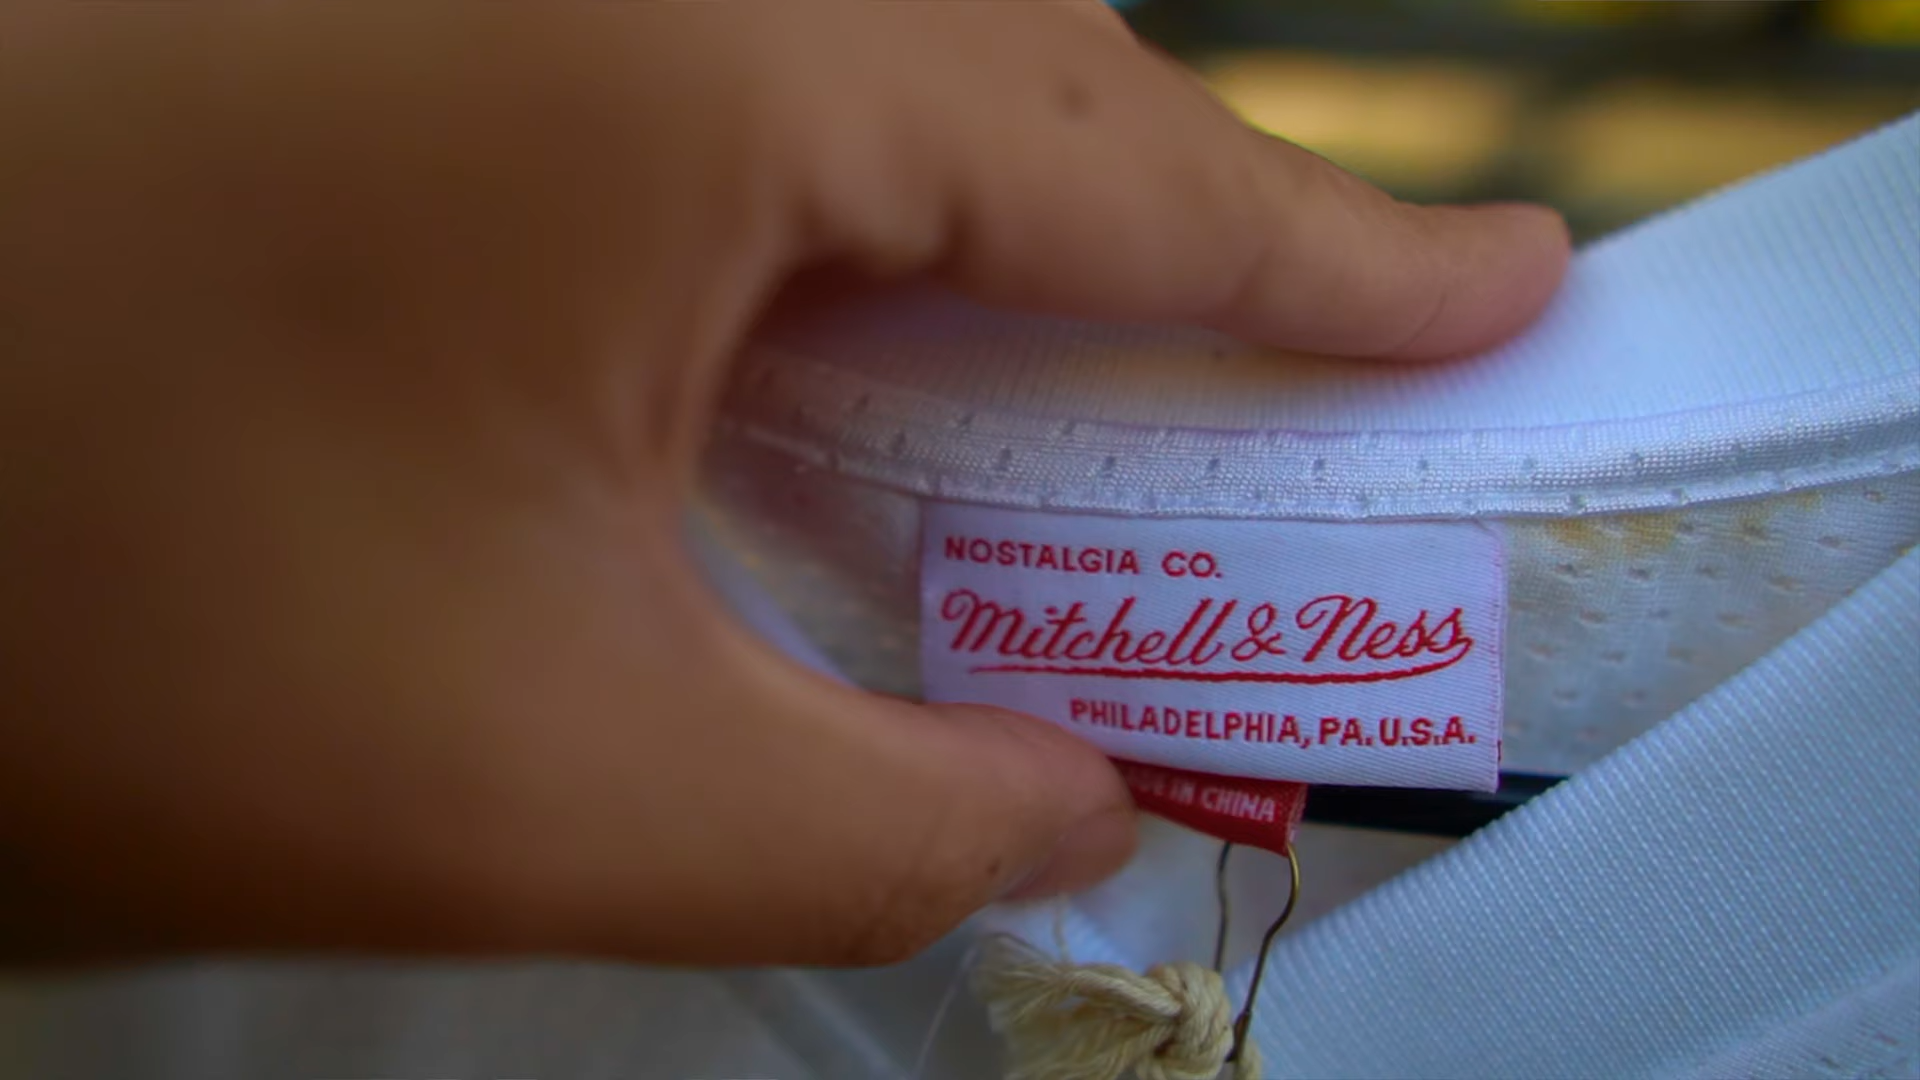 NOSTALGIA CO.
Mitchell & Ness
PHILADELPHIA, PA. U.S.A.
IN CHINA